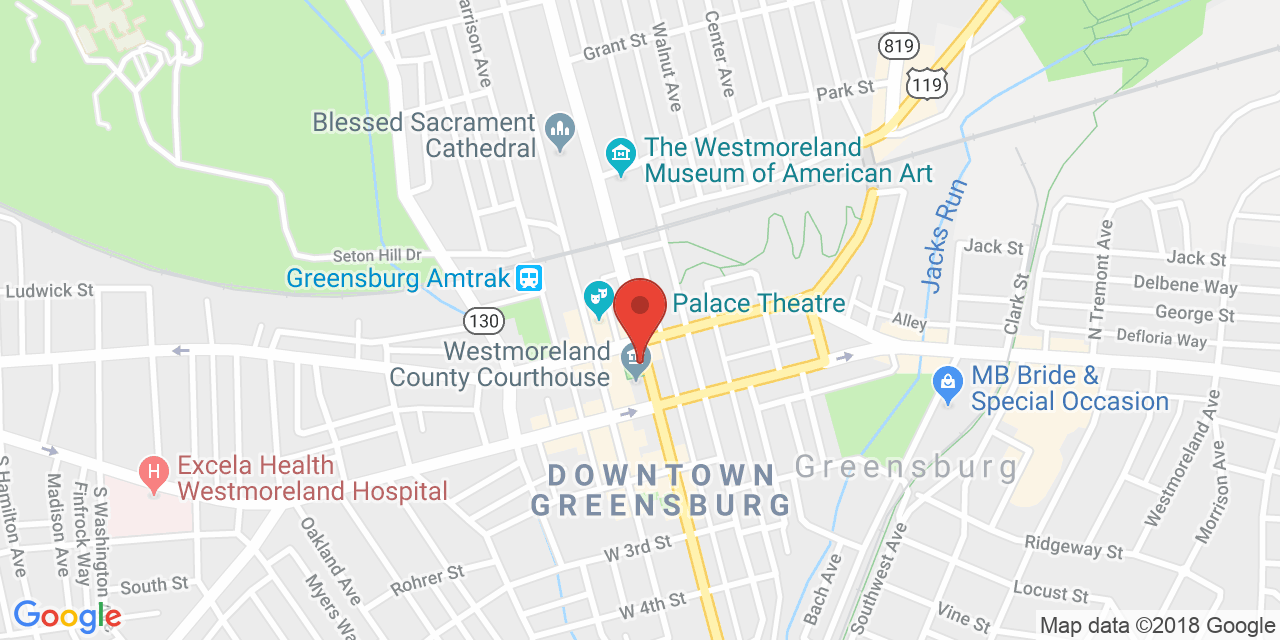 Harrison Ave
Grant St
Walnut Ave
Center Ave
819
119
Park St
Blessed Sacrament
Cathedral
The Westmoreland
Museum of American Art
Jacks Run
Seton Hill Dr
Greensburg Amtrak
Jack St
Jack St
Ludwick St
Palace Theatre
130
Clark St
N Tremont Ave
Delbene Way
George St
Alley
Defloria Way
Westmoreland
County Courthouse
MB Bride &
Special Occasion
Excela Health
Westmoreland Hospital
DOWNTOWN
GREENSBURG
Greensburg
S Hamilton Ave
Madison Ave
Finfrock Way
S Washington Ave
Westmoreland Ave
Morrison Ave
Oakland Ave
Myers Wa
W 3rd St
Rohrer St
South St
W 4th St
Bach Ave
Southwest Ave
Ridgeway St
Locust St
Vine St
Google
Map data ©2018 Google